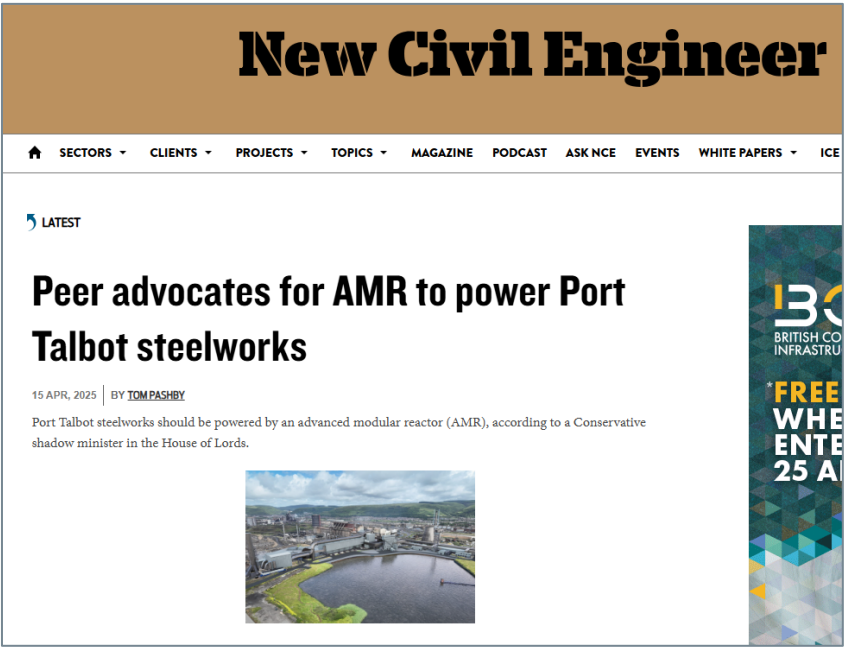 New Civil Engineer
SECTORS CLIENTS PROJECTS TOPICS MAGAZINE PODCAST ASK NCE EVENTS WHITE PAPERS ICE
LATEST
Peer advocates for AMR to power Port
Talbot steelworks
15 APR, 2025 | BY TOM PASHBY
Port Talbot steelworks should be powered by an advanced modular reactor (AMR), according to a Conservative
shadow minister in the House of Lords.
BRITISH CO
INFRASTRU
*FREE
WHE
ENTE
25 A